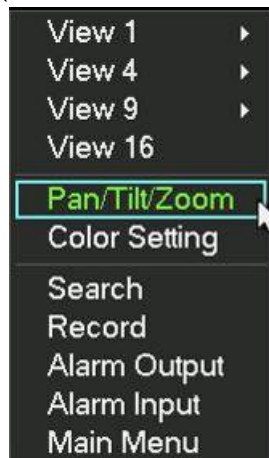 View 1
View 4
View 9
View 16
Pan/Tilt/Zoom
Color Setting
Search
Record
Alarm Output
Alarm Input
Main Menu